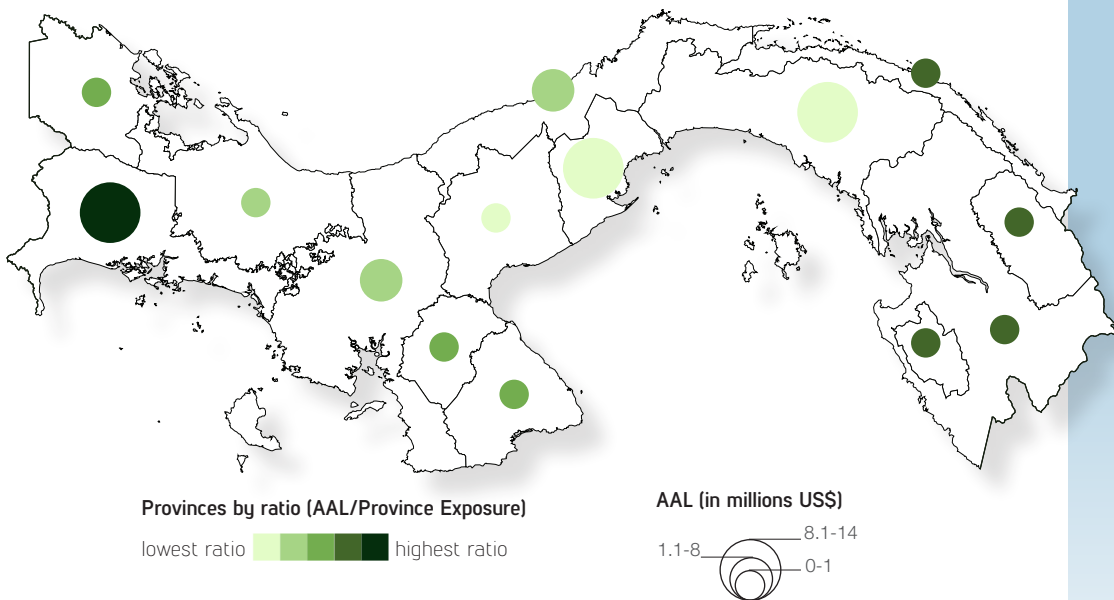 Provinces by ratio (AAL/Province Exposure)
lowest ratio highest ratio
AAL (in millions US$)
8.1-14
1.1-8
0-1